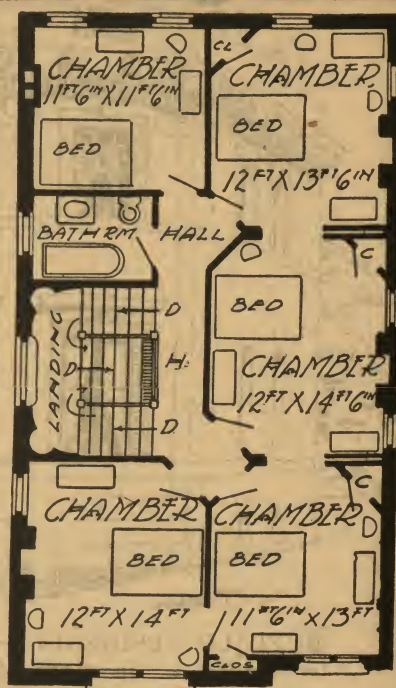 CL
CHAMBER
11FT 6IN X 11FT 6IN
BED
CHAMBER
BED
12FT X 13FT 6IN
BATH RM
HALL
C
BED
CHAMBER
12FT X 14FT 6IN
LANDING
D
D
D
H.
C
CHAMBER
BED
12FT X 14FT
CHAMBER
BED
11FT 6IN X 13FT
CLOS